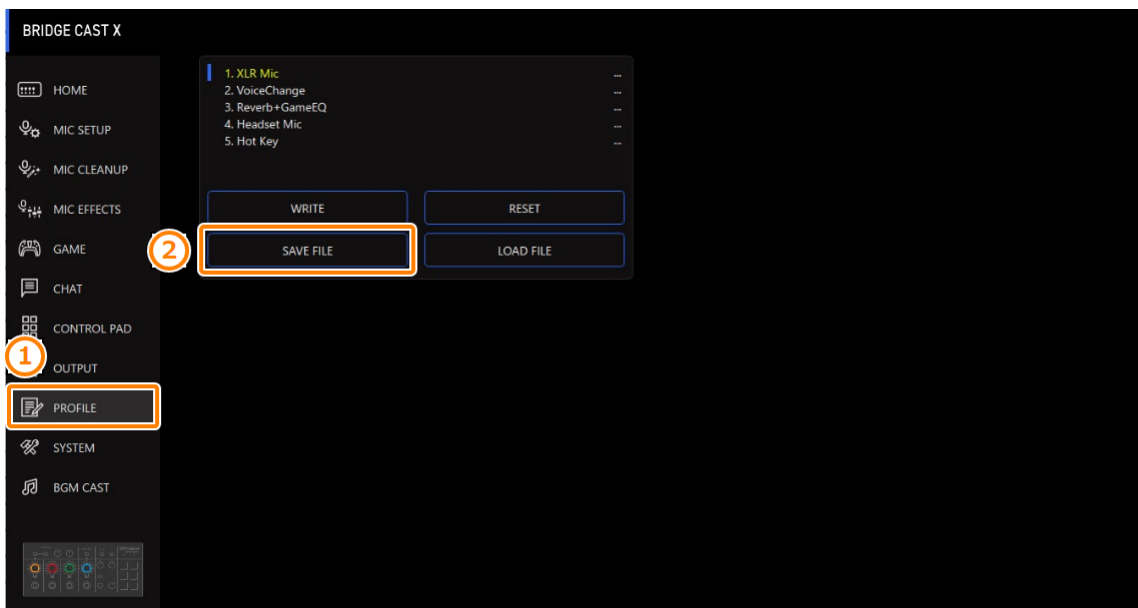 BRIDGE CAST X
HOME
MIC SETUP
MIC CLEANUP
MIC EFFECTS
GAME
CHAT
CONTROL PAD
1
OUTPUT
PROFILE
SYSTEM
BGM CAST
1. XLR Mic ...
2. VoiceChange ...
3. Reverb+GameEQ ...
4. Headset Mic ...
5. Hot Key ...
WRITE RESET
2 SAVE FILE LOAD FILE